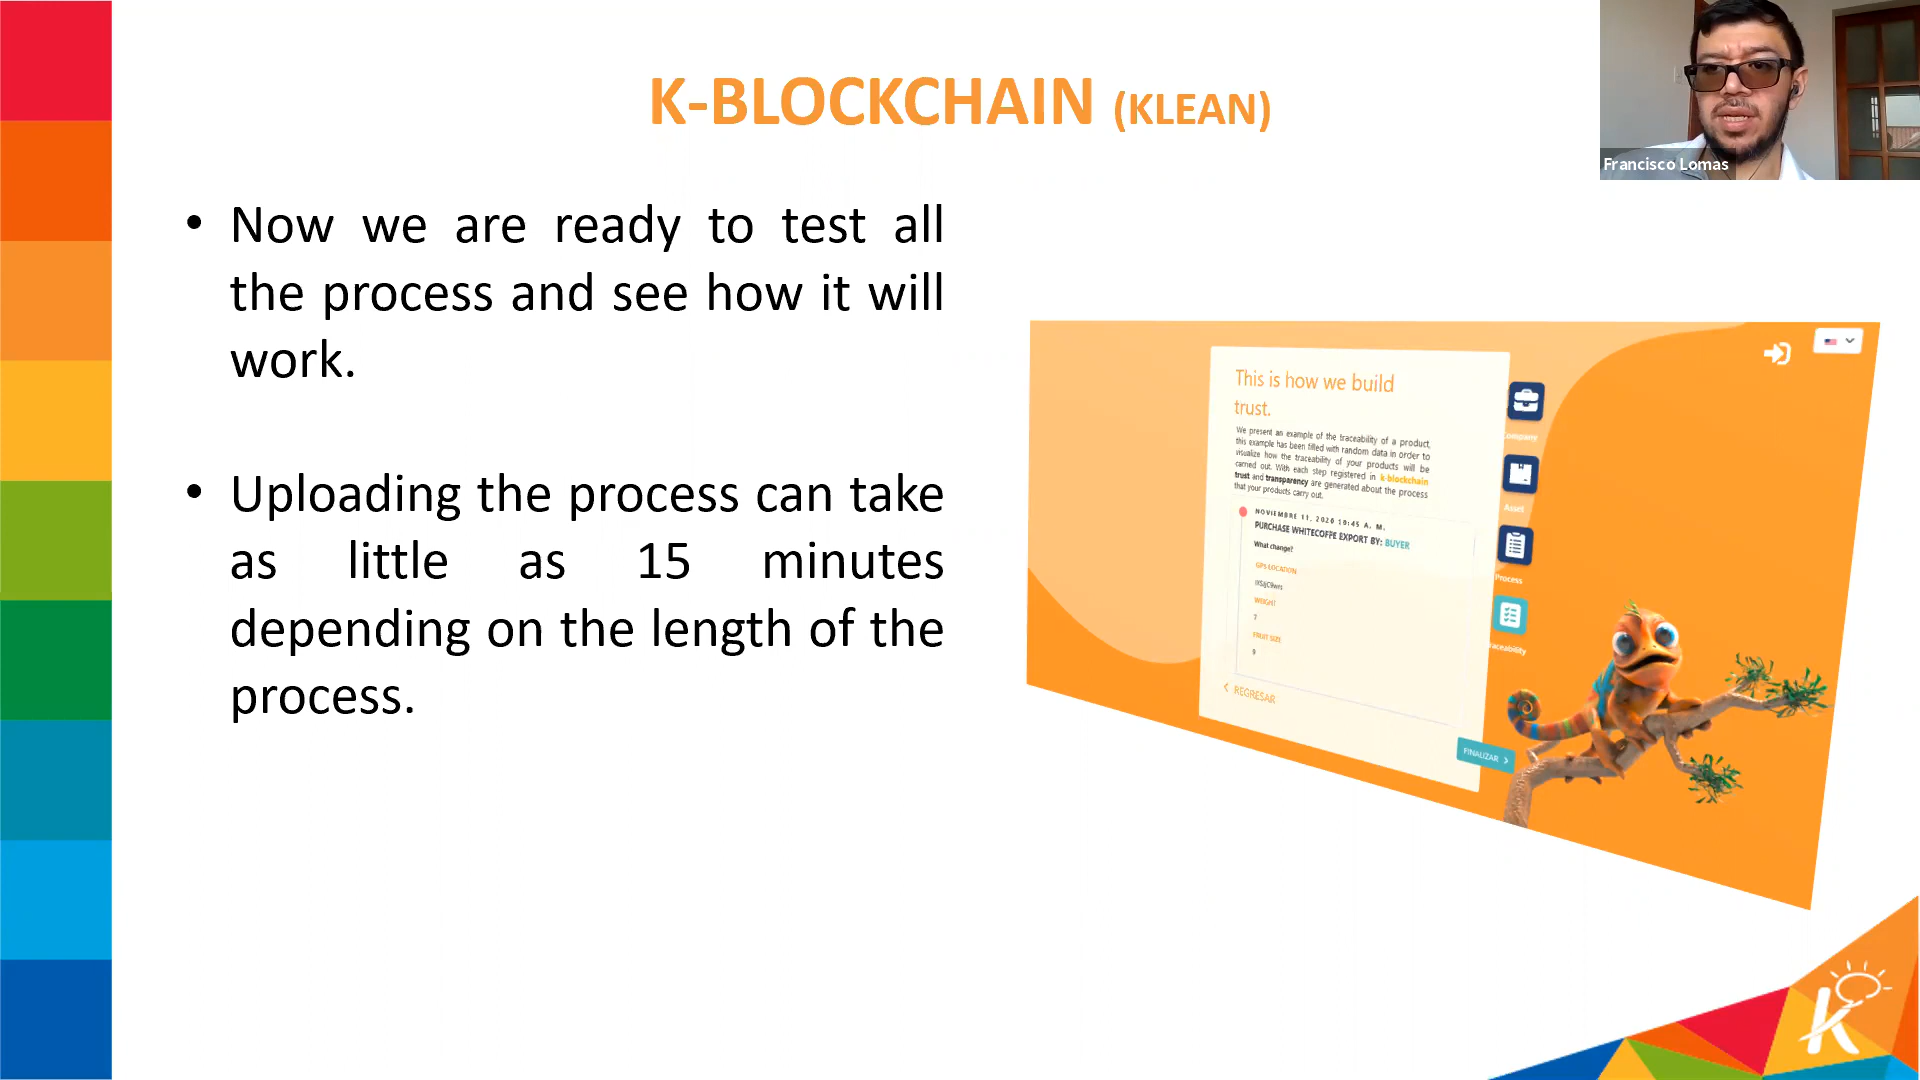 K-BLOCKCHAIN (KLEAN)
Francisco Lomas
• Now we are ready to test all
the process and see how it will
work.
• Uploading the process can take
as little as 15 minutes
depending on the length of the
process.
This is how we build
trust.
We present an example of the traceability of a product,
this example has been filled with random data in order to
visualize how the traceability of your products will be
carried out. With each step registered in k-blockchain
trust and transparency are generated about the process
that your products carry out.
NOVIEMBRE 11, 2020 10:45 A. M.
PURCHASE WHITECOFFE EXPORT BY: BUYER
What change?
GPS LOCATION
WEIGHT
7
FRUIT SIZE
9
REGRESAR
FINALIZAR
Asset
Process
K